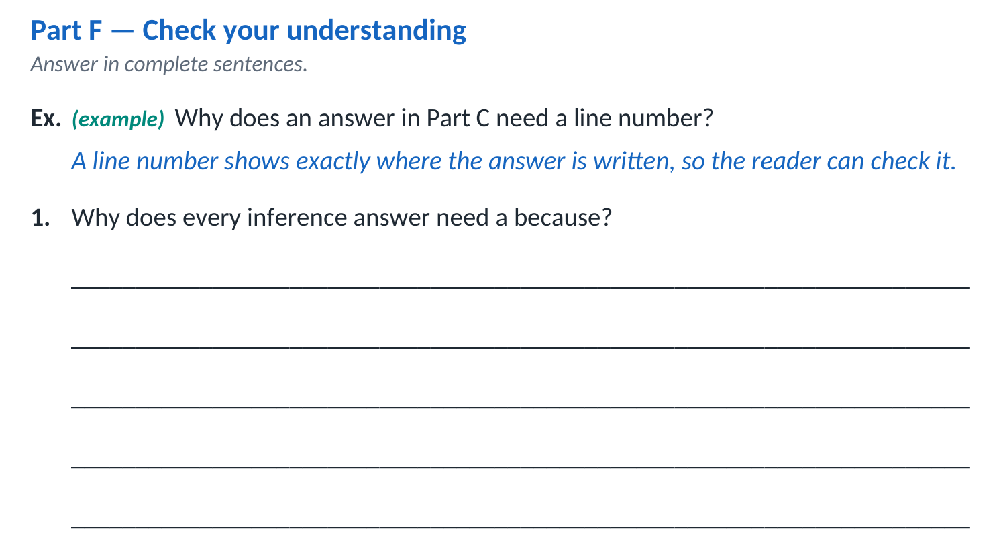 Part F — Check your understanding
Answer in complete sentences.
Ex. (example) Why does an answer in Part C need a line number?
A line number shows exactly where the answer is written, so the reader can check it.
1. Why does every inference answer need a because?